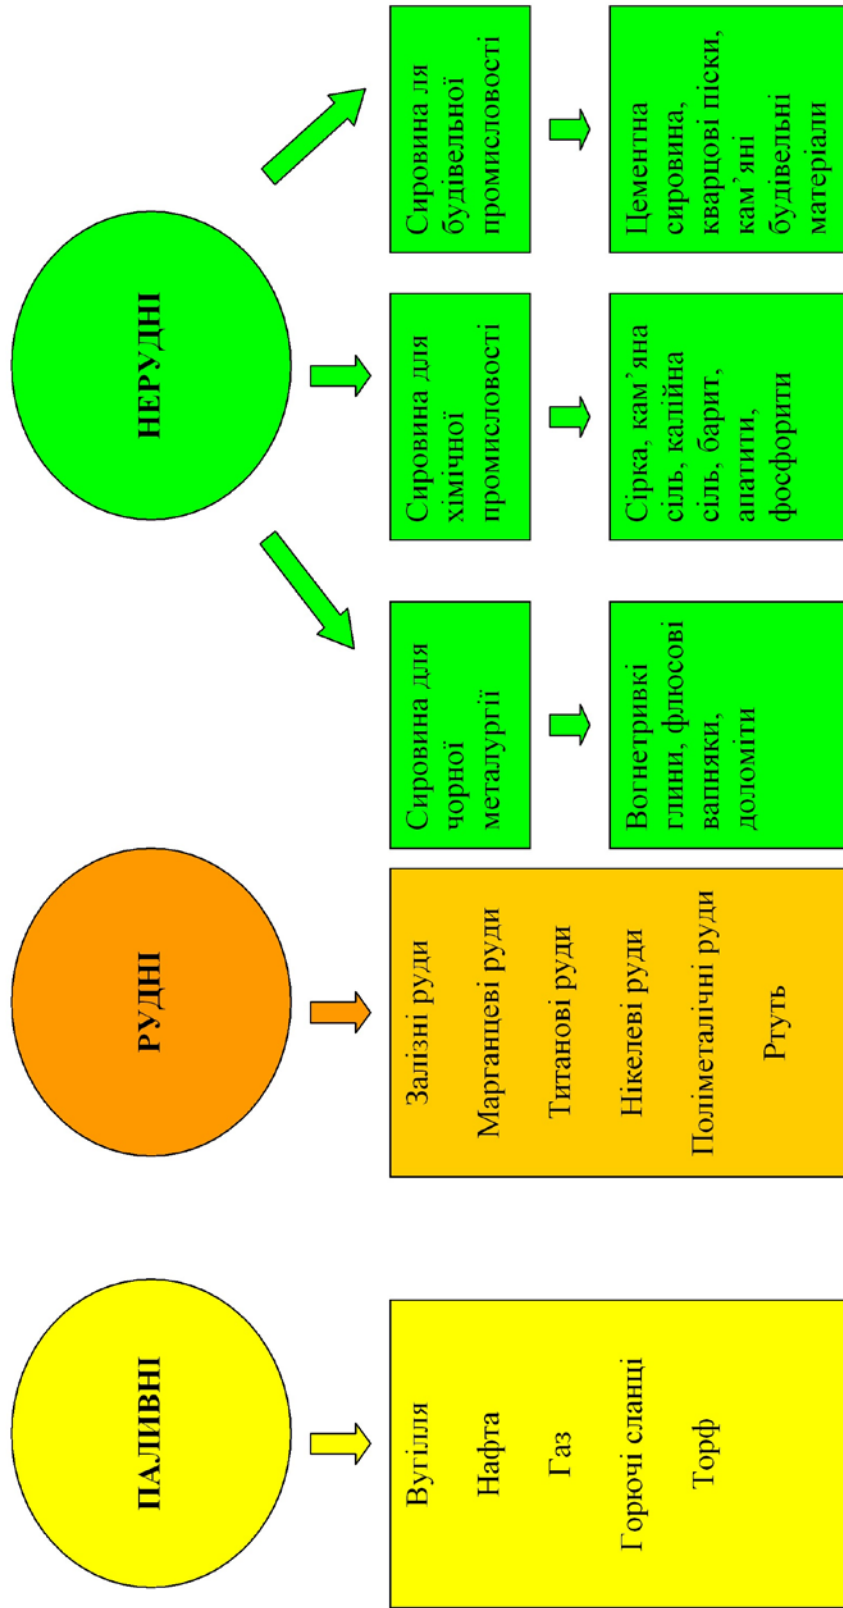 ПАЛИВНІ
Вугілля
Нафта
Газ
Горючі сланці
Торф
РУДНІ
Залізні руди
Марганцеві руди
Титанові руди
Нікелеві руди
Поліметалічні руди
Ртуть
НЕРУДНІ
Сировина для
чорної
металургії
Вогнетривкі
глини, флюсові
вапняки,
доломіти
Сировина для
хімічної
промисловості
Сірка, кам’яна
сіль, калійна
сіль, барит,
апатити,
фосфорити
Сировина ля
будівельної
промисловості
Цементна
сировина,
кварцові піски,
кам’яні
будівельні
матеріали